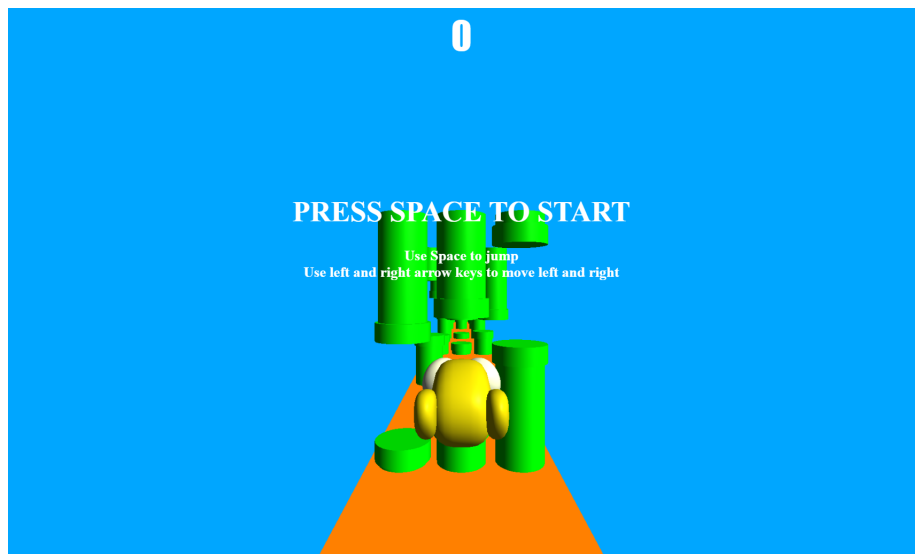 0
PRESS SPACE TO START
Use Space to jump
Use left and right arrow keys to move left and right